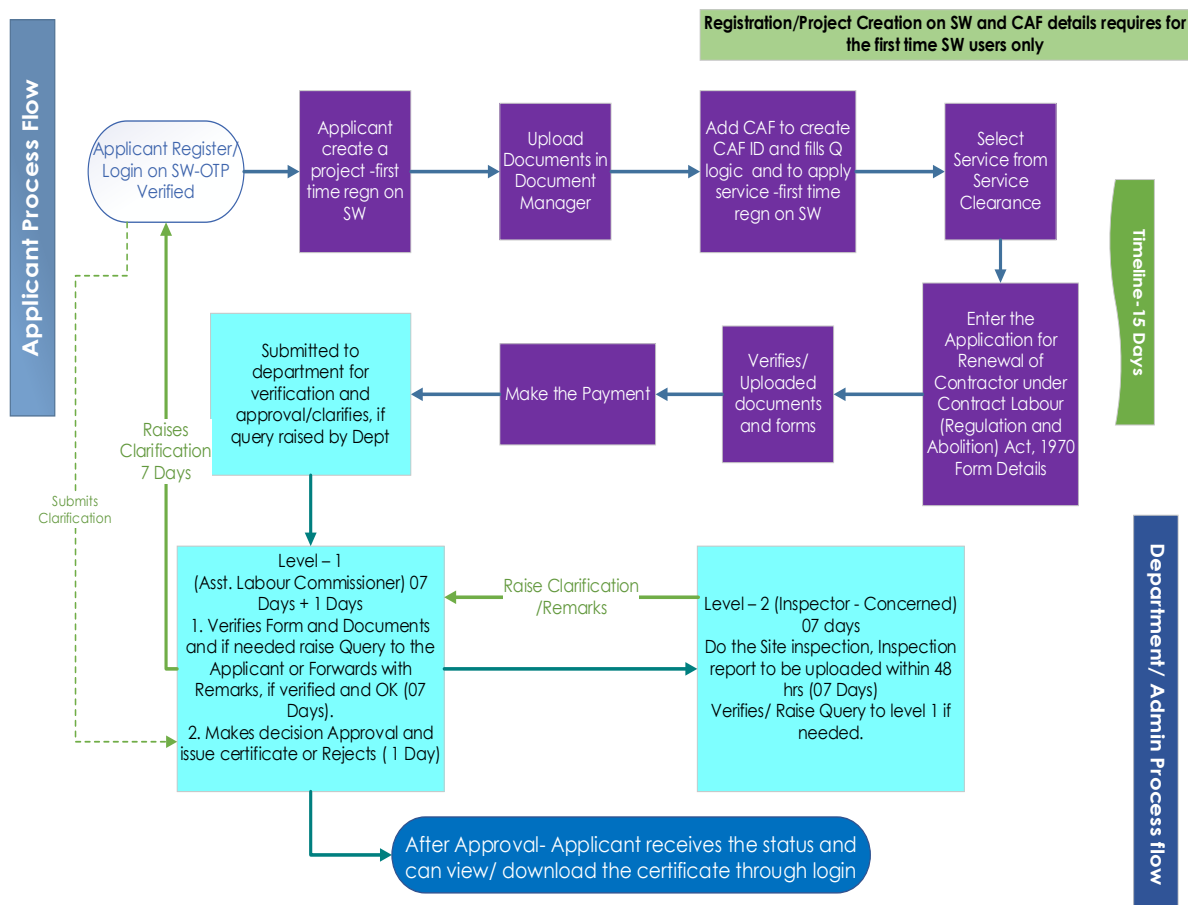 Registration/Project Creation on SW and CAF details requires for
the first time SW users only
Applicant Process Flow
Applicant Register/
Login on SW-OTP
Verified
Applicant
create a
project -first
time regn on
SW
Upload
Documents in
Document
Manager
Add CAF to create
CAF ID and fills Q
logic and to apply
service -first time
regn on SW
Select
Service from
Service
Clearance
Timeline- 15 Days
Enter the
Application for
Renewal of
Contractor under
Contract Labour
(Regulation and
Abolition) Act, 1970
Form Details
Verifies/
Uploaded
documents
and forms
Make the Payment
Submitted to
department for
verification and
approval/clarifies, if
query raised by Dept
Raises
Clarification
7 Days
Submits
Clarification
Level – 1
(Asst. Labour Commissioner) 07
Days + 1 Days
1. Verifies Form and Documents
and if needed raise Query to the
Applicant or Forwards with
Remarks, if verified and OK (07
Days).
2. Makes decision Approval and
issue certificate or Rejects ( 1 Day)
Raise Clarification
/Remarks
Level – 2 (Inspector - Concerned)
07 days
Do the Site inspection, Inspection
report to be uploaded within 48
hrs (07 Days)
Verifies/ Raise Query to level 1 if
needed.
Department/ Admin Process flow
After Approval- Applicant receives the status and
can view/ download the certificate through login